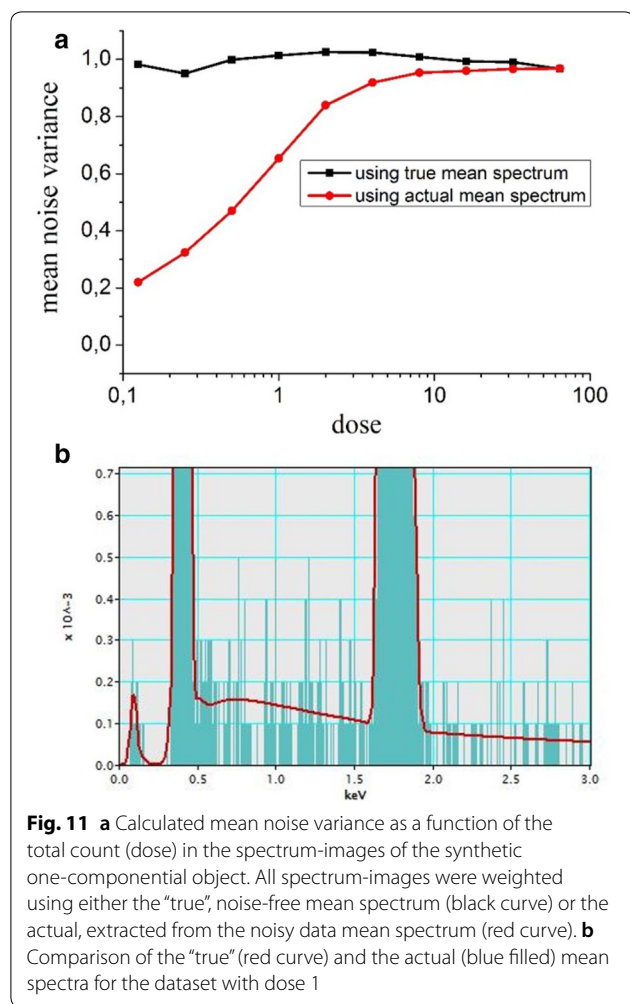 a
1,0
0,8
0,6
0,4
0,2
0,0
mean noise variance
using true mean spectrum
using actual mean spectrum
0,1
1
10
100
dose
b
0.7
0.6
0.5
0.4
0.3
0.2
0.1
0.0
x 10^-3
0.0
0.5
1.0
1.5
2.0
2.5
3.0
keV
Fig. 11 a Calculated mean noise variance as a function of the
total count (dose) in the spectrum-images of the synthetic
one-componential object. All spectrum-images were weighted
using either the “true”, noise-free mean spectrum (black curve) or the
actual, extracted from the noisy data mean spectrum (red curve). b
Comparison of the “true” (red curve) and the actual (blue filled) mean
spectra for the dataset with dose 1